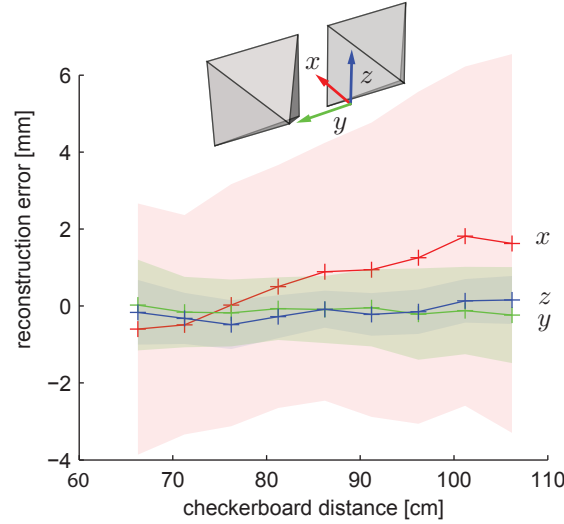 x
z
y
6
4
2
0
−2
−4
reconstruction error [mm]
x
z
y
60 70 80 90 100 110
checkerboard distance [cm]